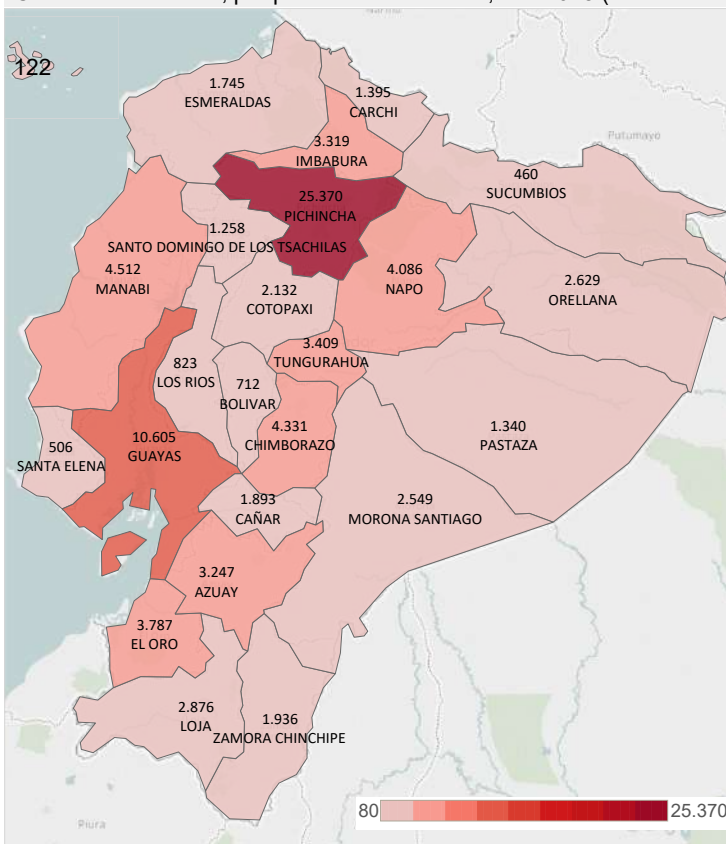 122
1.745
ESMERALDAS
1.395
CARCHI
3.319
IMBABURA
Putumayo
460
SUCUMBIOS
25.370
PICHINCHA
1.258
SANTO DOMINGO DE LOS TSACHILAS
4.512
MANABI
4.086
NAPO
2.629
ORELLANA
2.132
COTOPAXI
3.409
TUNGURAHUA
823
LOS RIOS
712
BOLIVAR
4.331
CHIMBORAZO
1.340
PASTAZA
506
SANTA ELENA
10.605
GUAYAS
1.893
CAÑAR
2.549
MORONA SANTIAGO
3.247
AZUAY
3.787
EL ORO
2.876
LOJA
1.936
ZAMORA CHINCHIPE
80 25.370
Piura